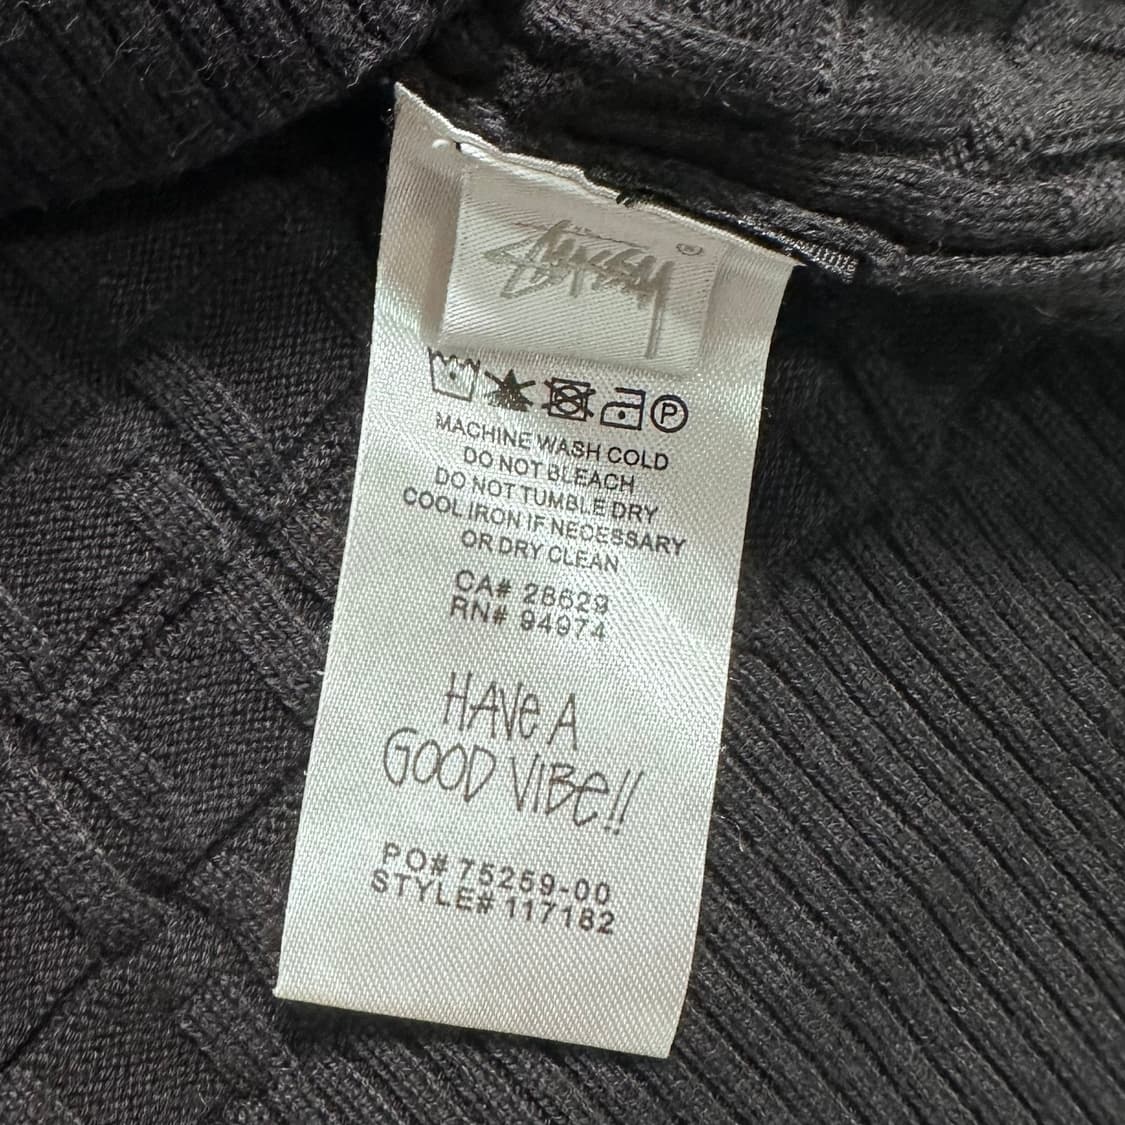 Stüssy ®
P
MACHINE WASH COLD
DO NOT BLEACH
DO NOT TUMBLE DRY
COOL IRON IF NECESSARY
OR DRY CLEAN
CA# 28629
RN# 94974
HAVE A
GOOD VIBE!!
PO# 75259-00
STYLE# 117182